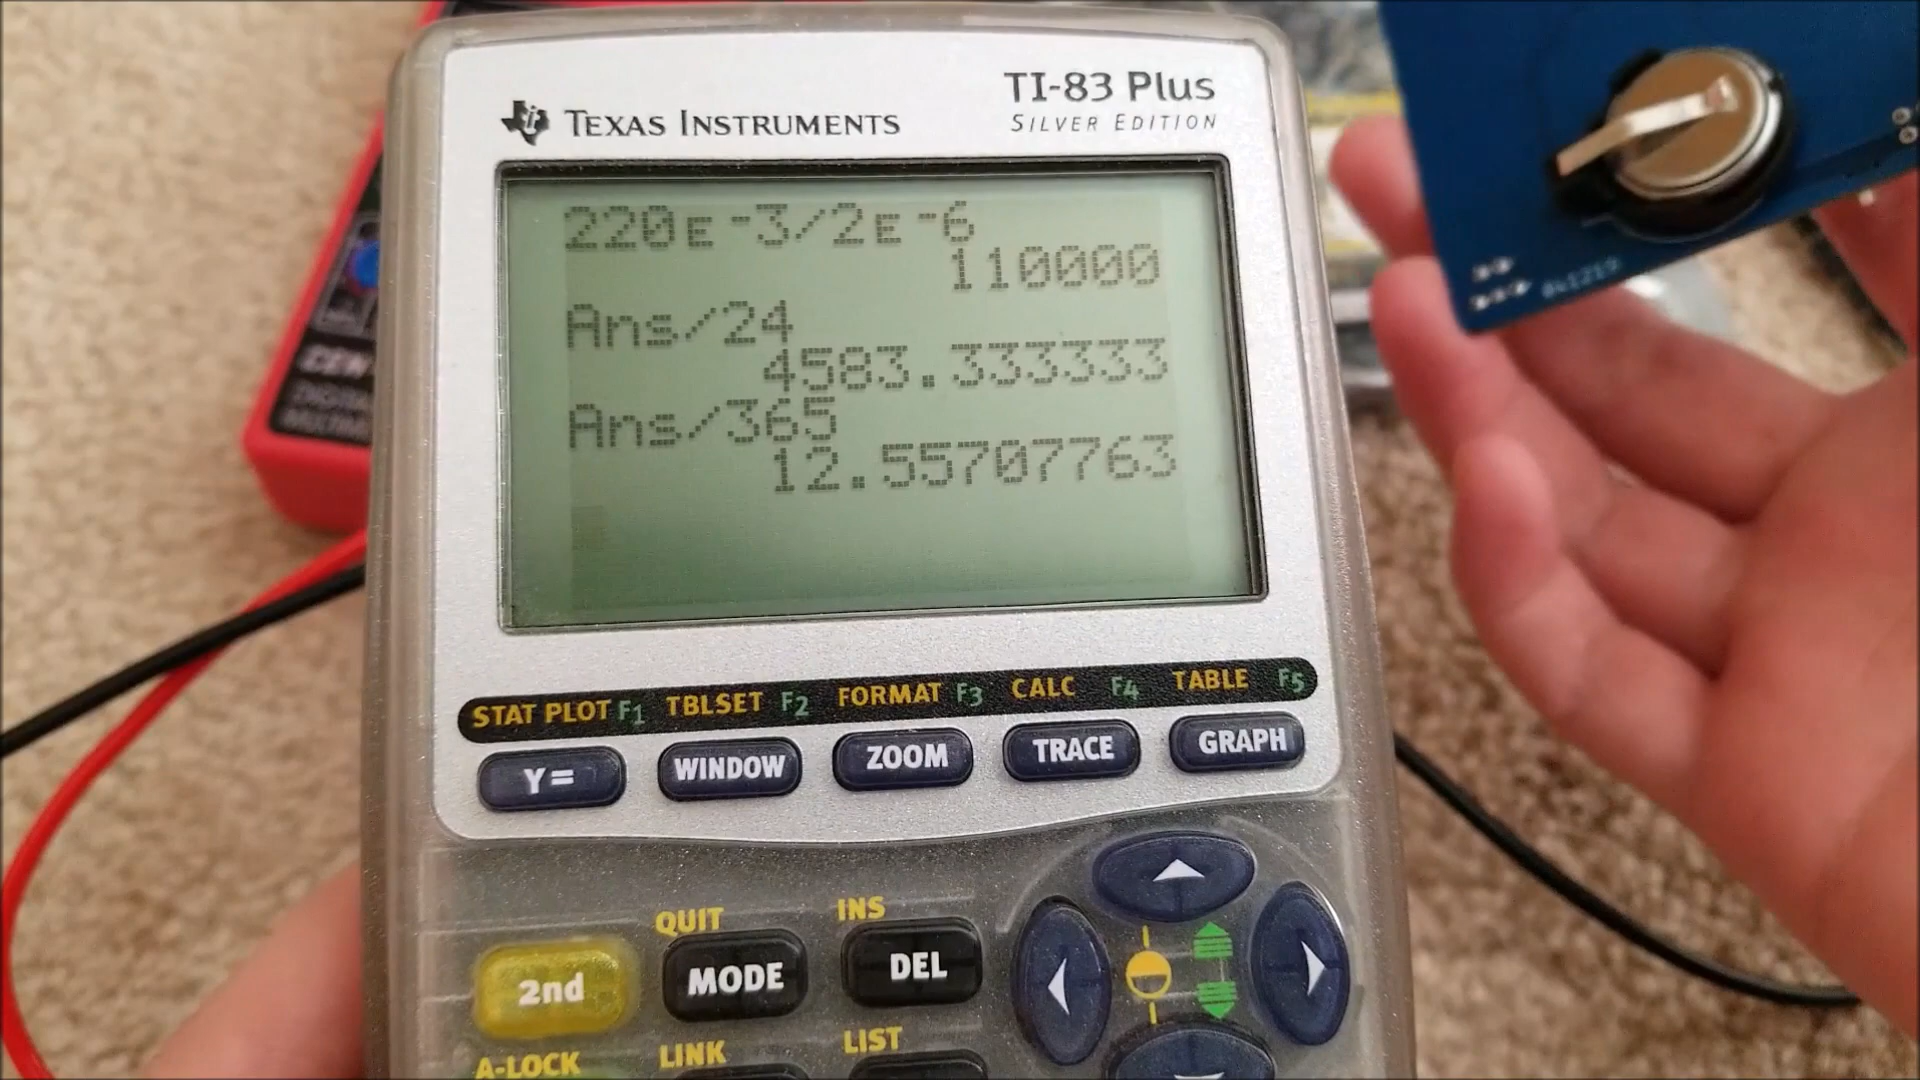 TEXAS INSTRUMENTS
TI-83 Plus
SILVER EDITION
220E-3/2E-6
110000
Ans/24
4583.333333
Ans/365
12.55707763
STAT PLOT F1 TBLSET F2 FORMAT F3 CALC F4 TABLE F5
Y= WINDOW ZOOM TRACE GRAPH
QUIT INS
2nd MODE DEL
A-LOCK LINK LIST
CEN